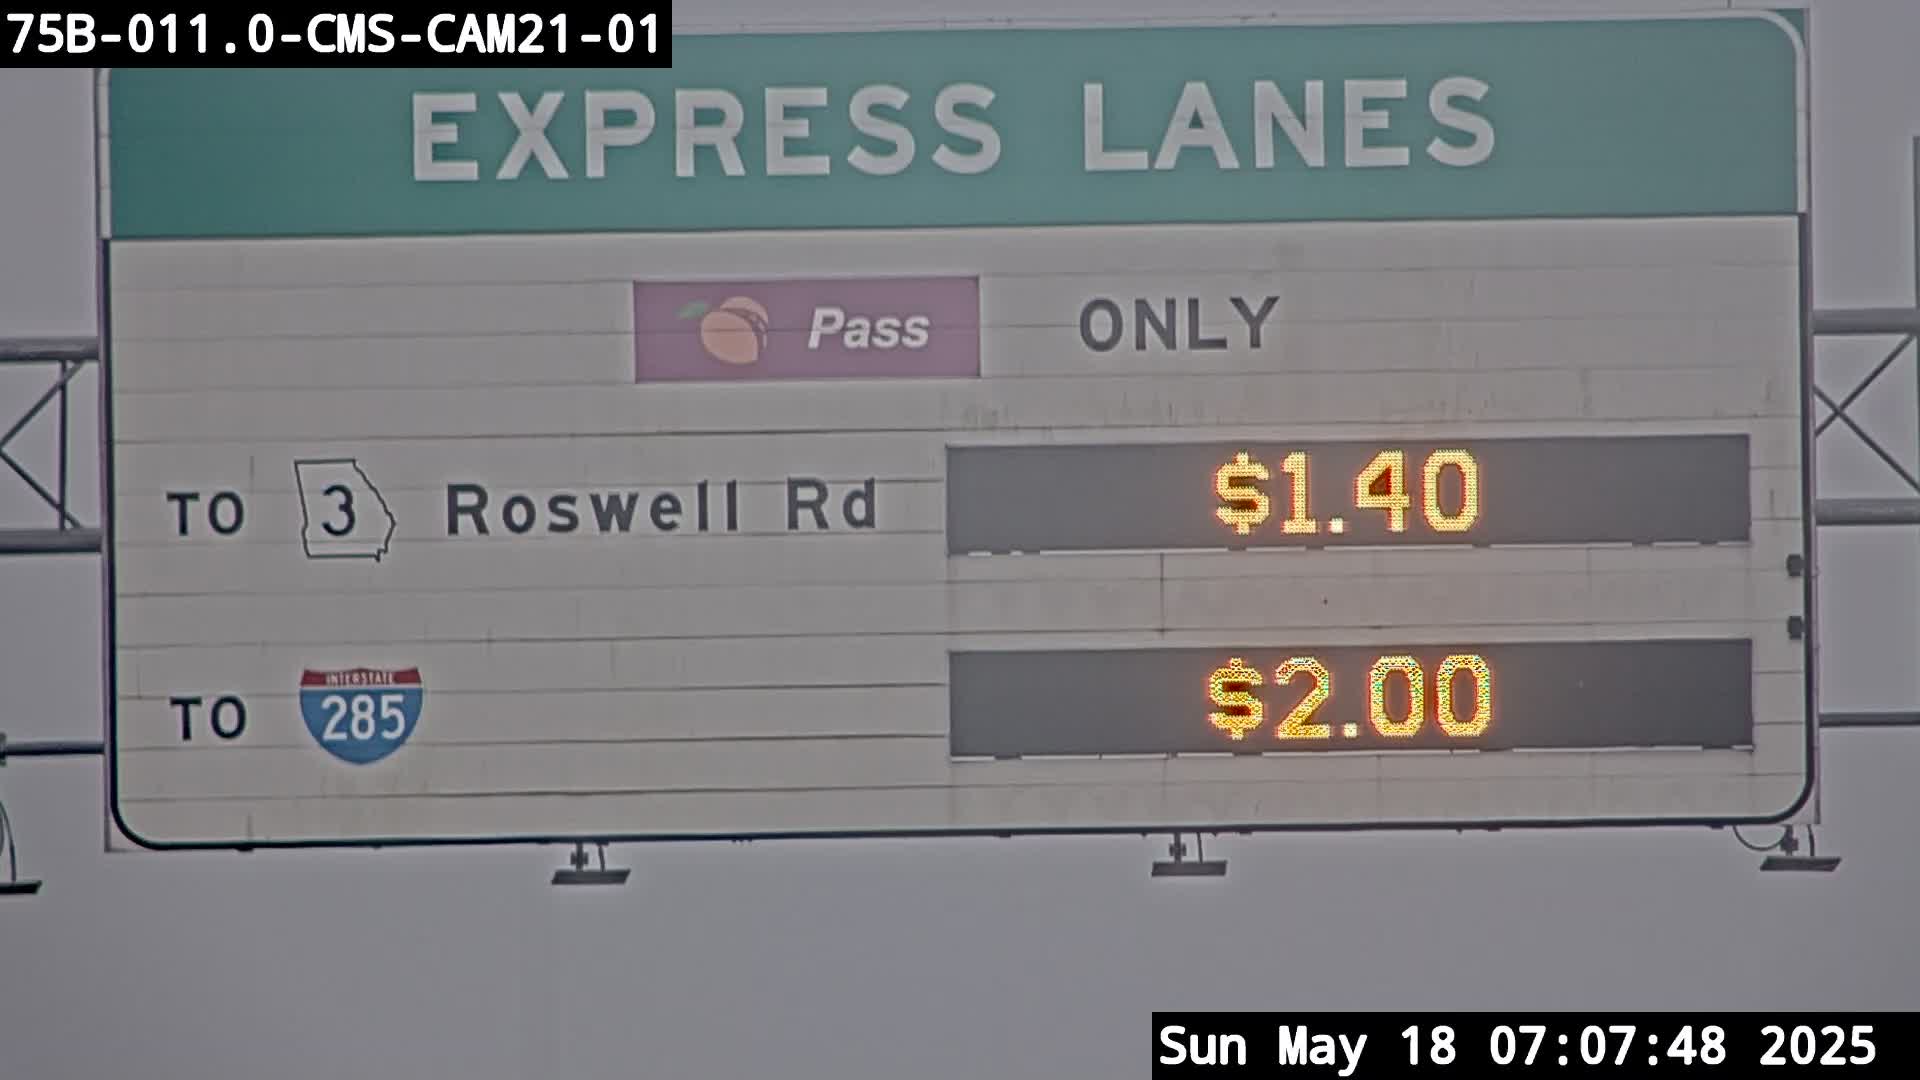 75B-011.0-CMS-CAM21-01
EXPRESS LANES
Pass ONLY
TO 3 Roswell Rd $1.40
INTERSTATE
TO 285 $2.00
Sun May 18 07:07:48 2025